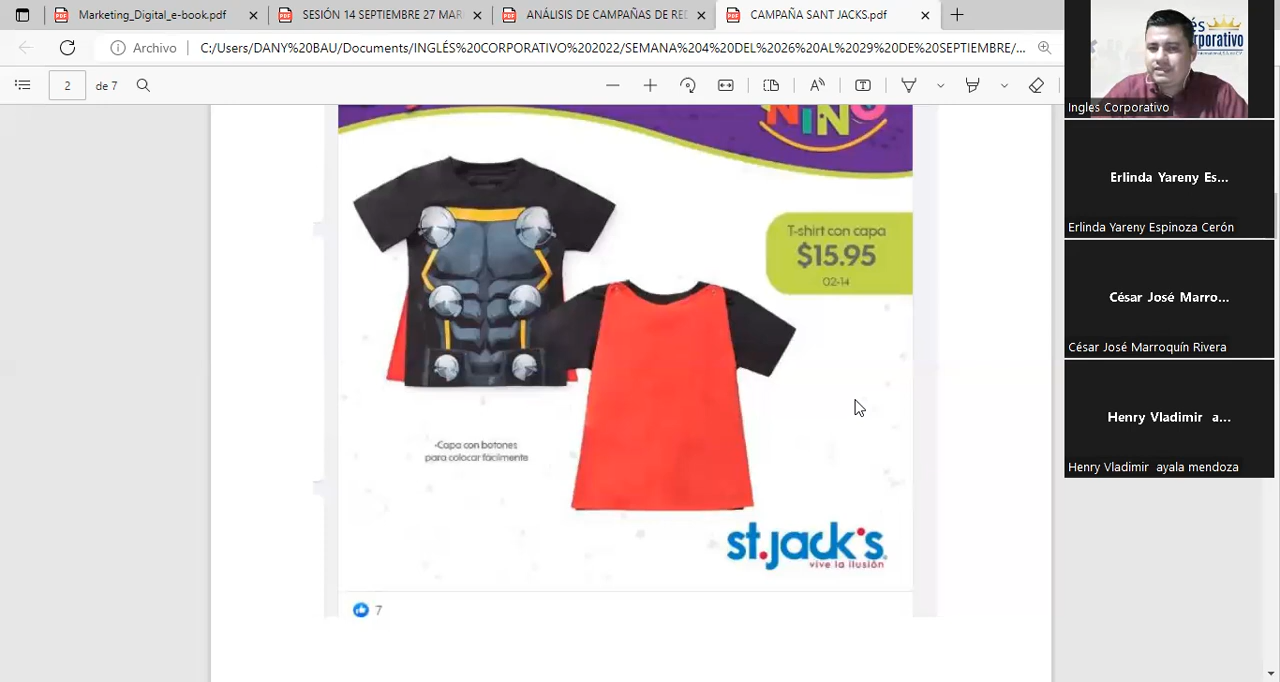 Marketing_Digital_e-book.pdf
SESIÓN 14 SEPTIEMBRE 27 MAR
ANÁLISIS DE CAMPAÑAS DE RE
CAMPAÑA SANT JACKS.pdf
Archivo
C:/Users/DANY%20BAU/Documents/INGLÉS%20CORPORATIVO%202022/SEMANA%204%20DEL%2026%20AL%2029%20DE%20SEPTIEMBRE/...
2
de 7
NIÑO
T-shirt con capa
$15.95
02-14
-Capa con botones
para colocar fácilmente
st.jack's
vive la ilusión
7
Ingles Corporativo
Erlinda Yareny Es...
Erlinda Yareny Espinoza Cerón
César José Marro...
César José Marroquín Rivera
Henry Vladimir a...
Henry Vladimir ayala mendoza